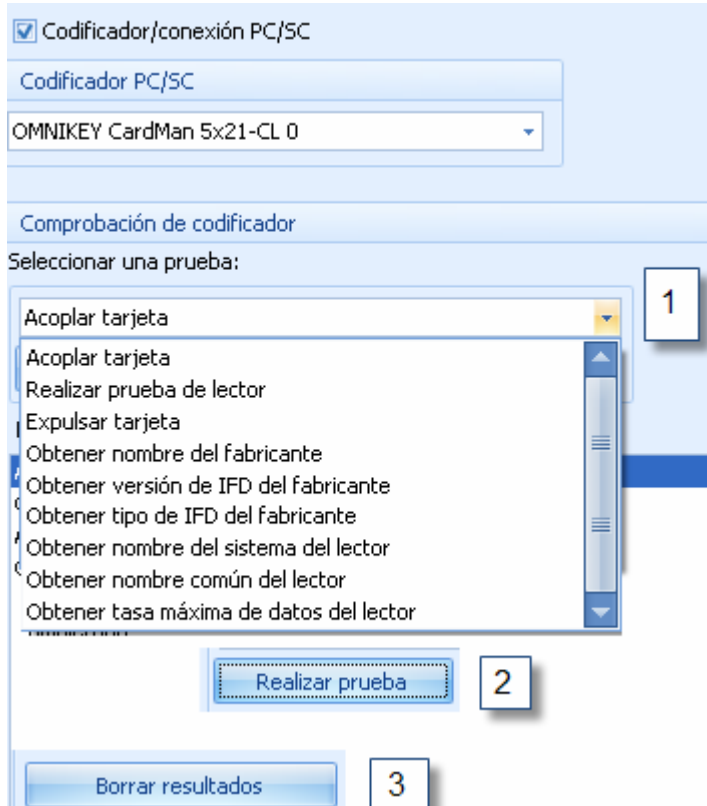 Codificador/conexión PC/SC
Codificador PC/SC
OMNIKEY CardMan 5x21-CL 0
Comprobación de codificador
Seleccionar una prueba:
1
Acoplar tarjeta
Acoplar tarjeta
Realizar prueba de lector
Expulsar tarjeta
Obtener nombre del fabricante
Obtener versión de IFD del fabricante
Obtener tipo de IFD del fabricante
Obtener nombre del sistema del lector
Obtener nombre común del lector
Obtener tasa máxima de datos del lector
Realizar prueba
2
Borrar resultados
3